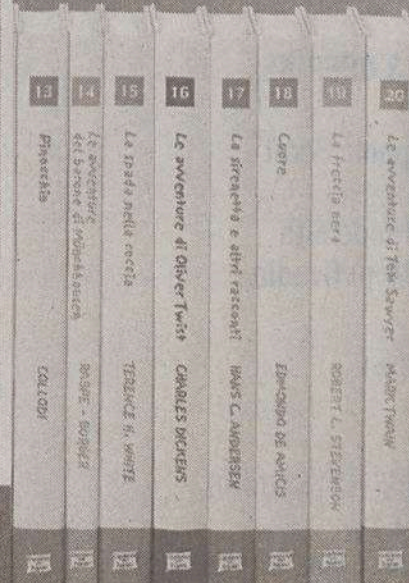 13
Pinocchio
COLLODI
14
Le avventure
del barone di Münchhausen
RASPE - BÜRGER
15
La spada nella roccia
TERENCE H. WHITE
16
Le avventure di Oliver Twist
CHARLES DICKENS
17
La sirenetta e altri racconti
HANS C. ANDERSEN
18
Cuore
EDMONDO DE AMICIS
19
La freccia nera
ROBERT L. STEVENSON
20
Le avventure di Tom Sawyer
MARK TWAIN